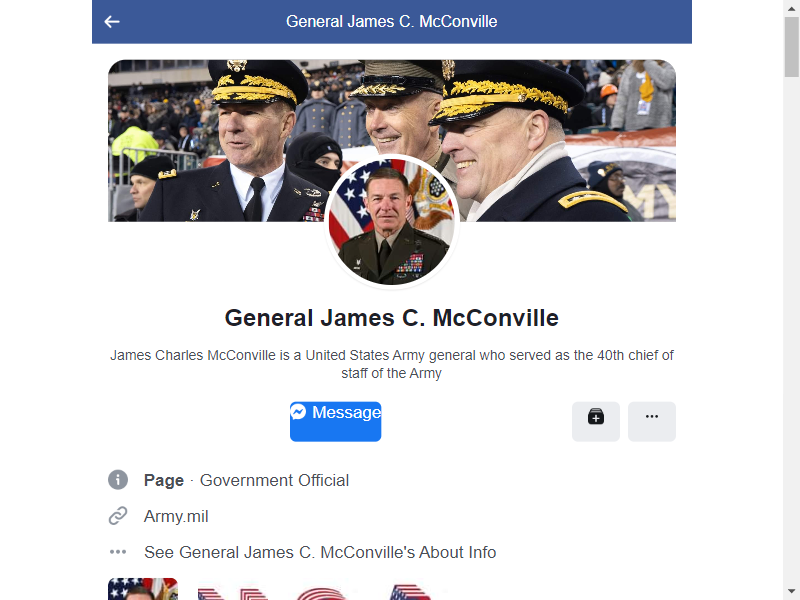 General James C. McConville
General James C. McConville
James Charles McConville is a United States Army general who served as the 40th chief of
staff of the Army
Message
Page · Government Official
Army.mil
See General James C. McConville's About Info